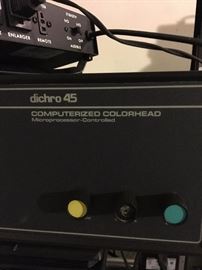 ENLARGER REMOTE
dichro 45
COMPUTERIZED COLORHEAD
Microprocessor-Controlled